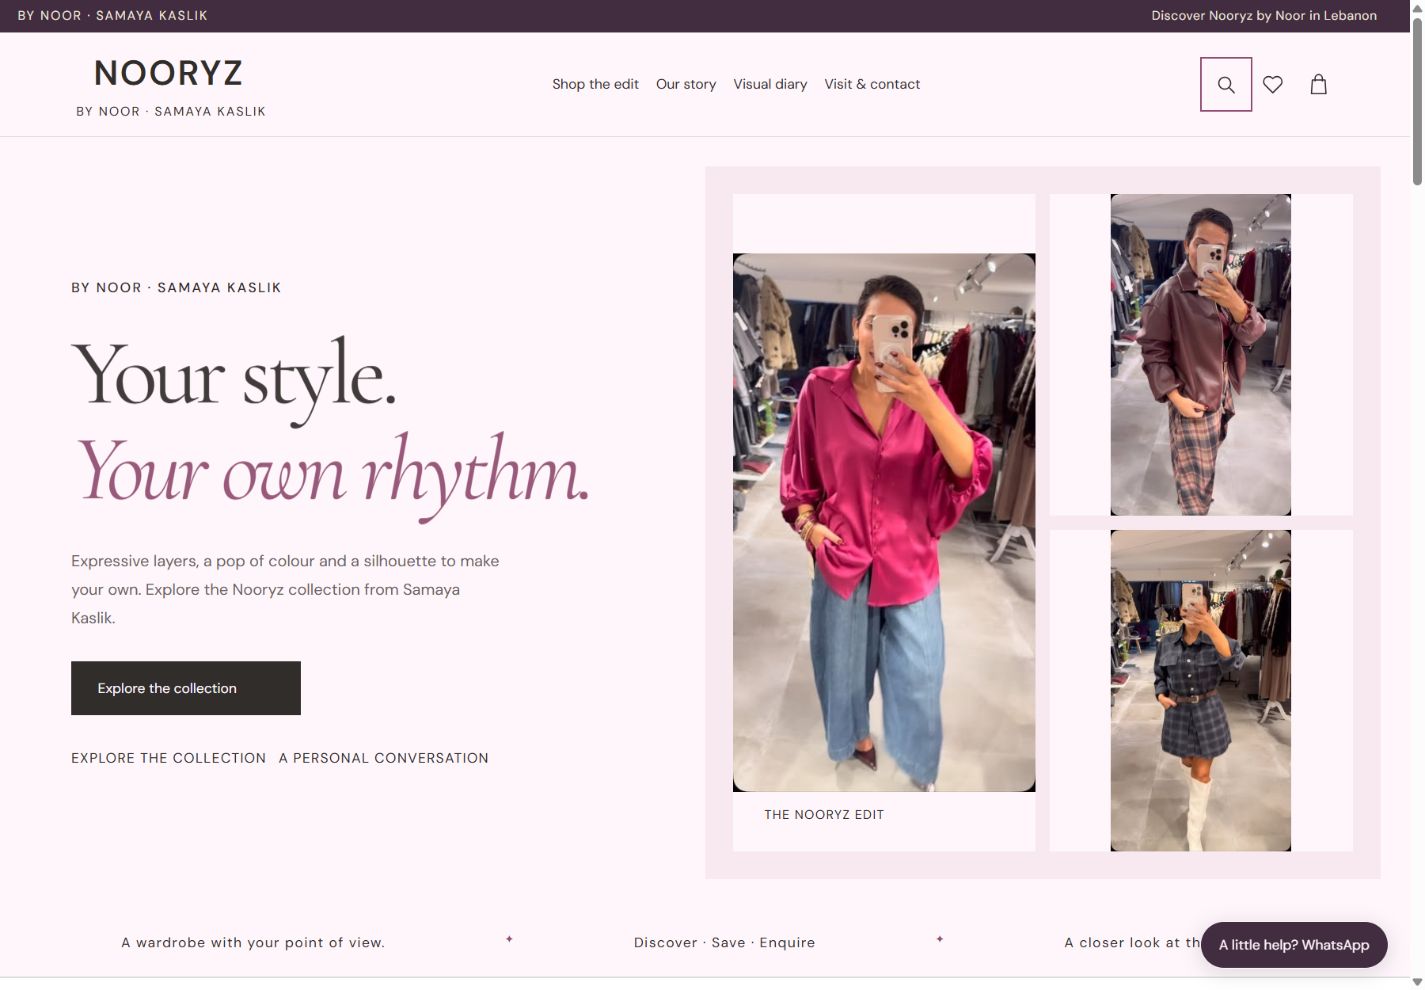 BY NOOR · SAMAYA KASLIK
Discover Nooryz by Noor in Lebanon
NOORYZ
BY NOOR · SAMAYA KASLIK
Shop the edit
Our story
Visual diary
Visit & contact
BY NOOR · SAMAYA KASLIK
Your style.
Your own rhythm.
Expressive layers, a pop of colour and a silhouette to make
your own. Explore the Nooryz collection from Samaya
Kaslik.
Explore the collection
EXPLORE THE COLLECTION
A PERSONAL CONVERSATION
THE NOORYZ EDIT
A wardrobe with your point of view.
Discover · Save · Enquire
A closer look at
A little help? WhatsApp